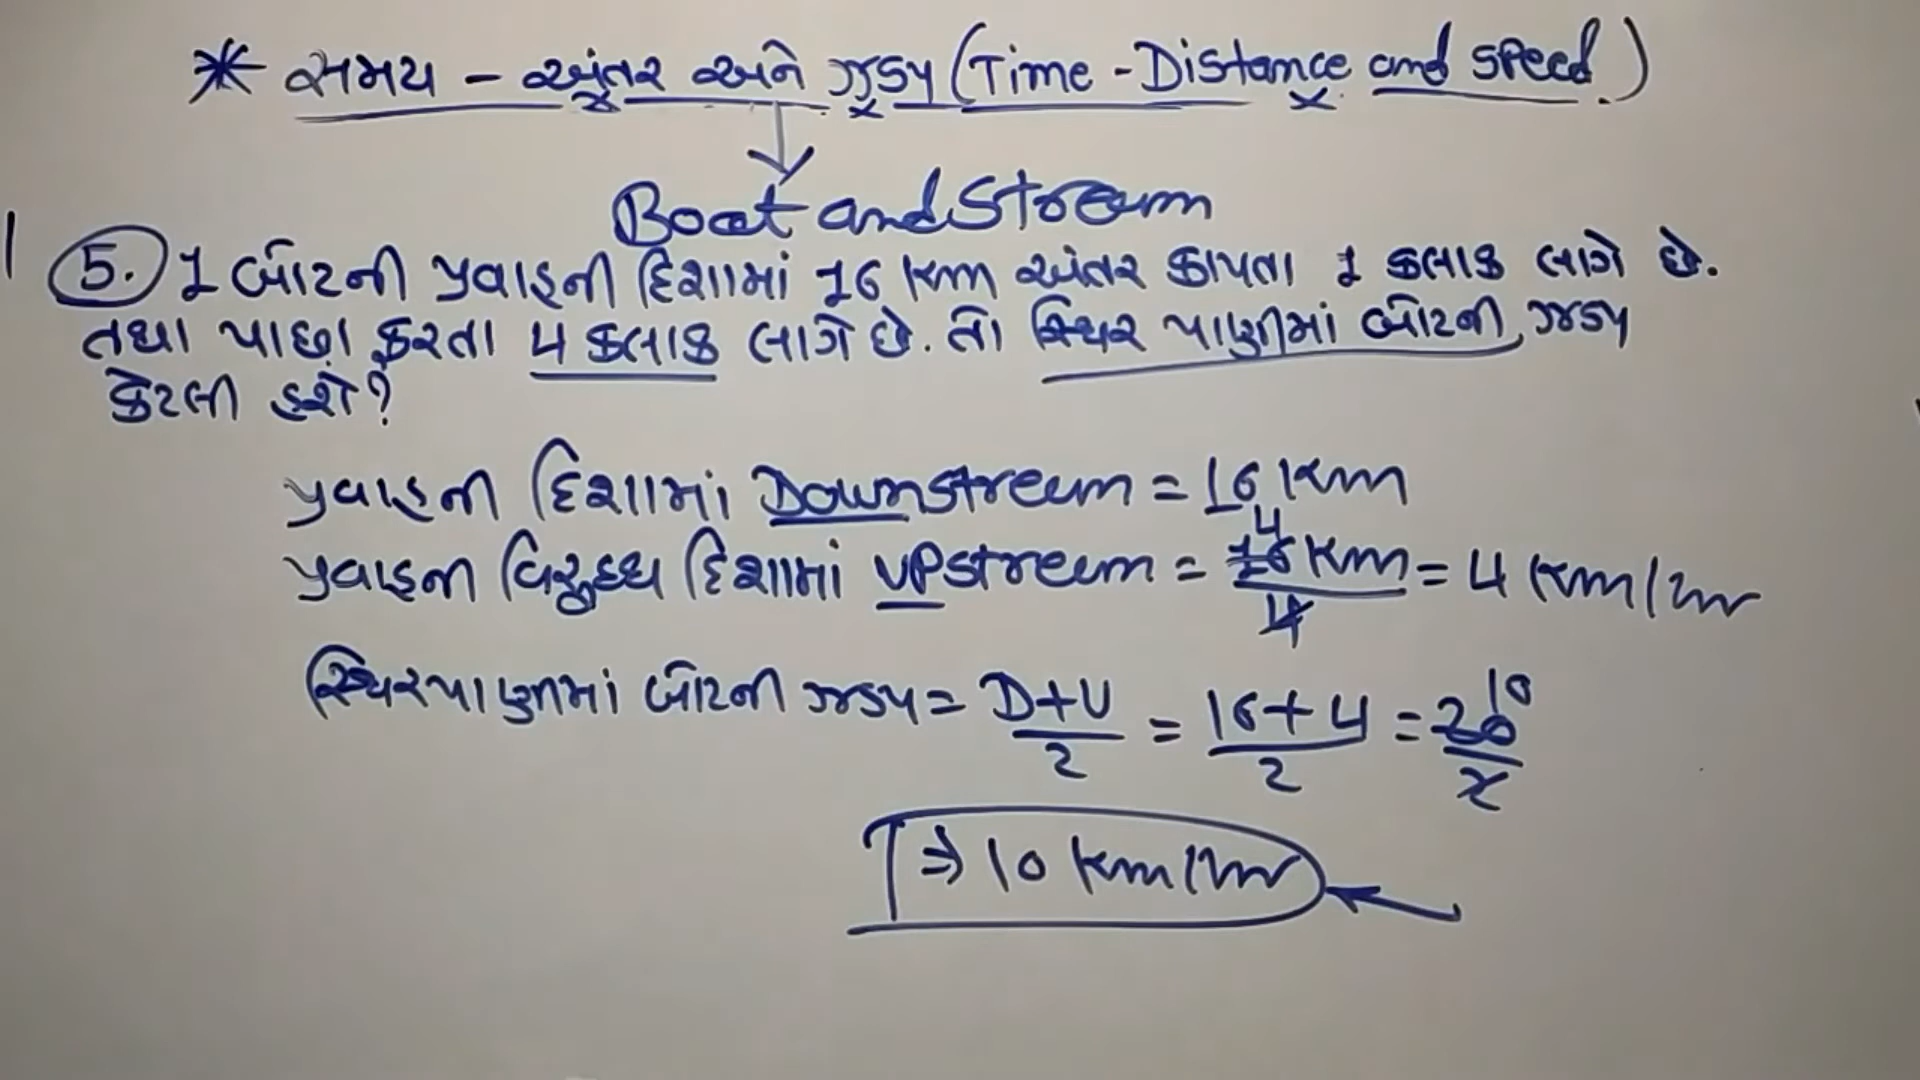 * સમય - અંતર અને ઝડપ (Time - Distance and speed.)
Boat and Stream
5. 1 બોટની પ્રવાહની દિશામાં 16 km અંતર કાપતા 1 કલાક લાગે છે.
તથા પાછા ફરતા 4 કલાક લાગે છે. તો સ્થિર પાણીમાં બોટની ઝડપ
કેટલી હશે?
પ્રવાહની દિશામાં Downstream = 16 km
પ્રવાહની વિરૂધ્ધ દિશામાં upstream = 16 km/4 = 4 km/hr
સ્થિર પાણીમાં બોટની ઝડપ = D+U/2 = 16+4/2 = 20/2 10
⇒ 10 km/hr